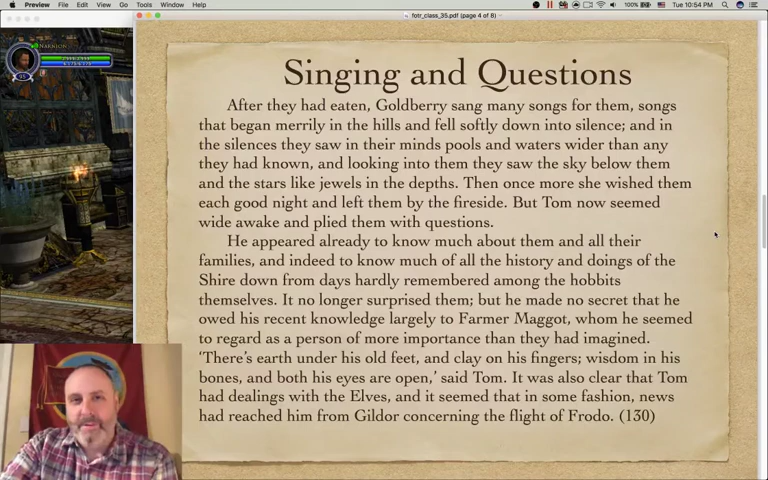 Preview File Edit View Go Tools Window Help
100% Tue 10:54 PM
fotr_class_35.pdf (page 4 of 8)
NARNION
95
Singing and Questions
After they had eaten, Goldberry sang many songs for them, songs
that began merrily in the hills and fell softly down into silence; and in
the silences they saw in their minds pools and waters wider than any
they had known, and looking into them they saw the sky below them
and the stars like jewels in the depths. Then once more she wished them
each good night and left them by the fireside. But Tom now seemed
wide awake and plied them with questions.
He appeared already to know much about them and all their
families, and indeed to know much of all the history and doings of the
Shire down from days hardly remembered among the hobbits
themselves. It no longer surprised them; but he made no secret that he
owed his recent knowledge largely to Farmer Maggot, whom he seemed
to regard as a person of more importance than they had imagined.
‘There’s earth under his old feet, and clay on his fingers; wisdom in his
bones, and both his eyes are open,’ said Tom. It was also clear that Tom
had dealings with the Elves, and it seemed that in some fashion, news
had reached him from Gildor concerning the flight of Frodo. (130)